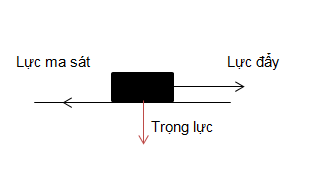 Lực ma sát
Lực đẩy
Trọng lực